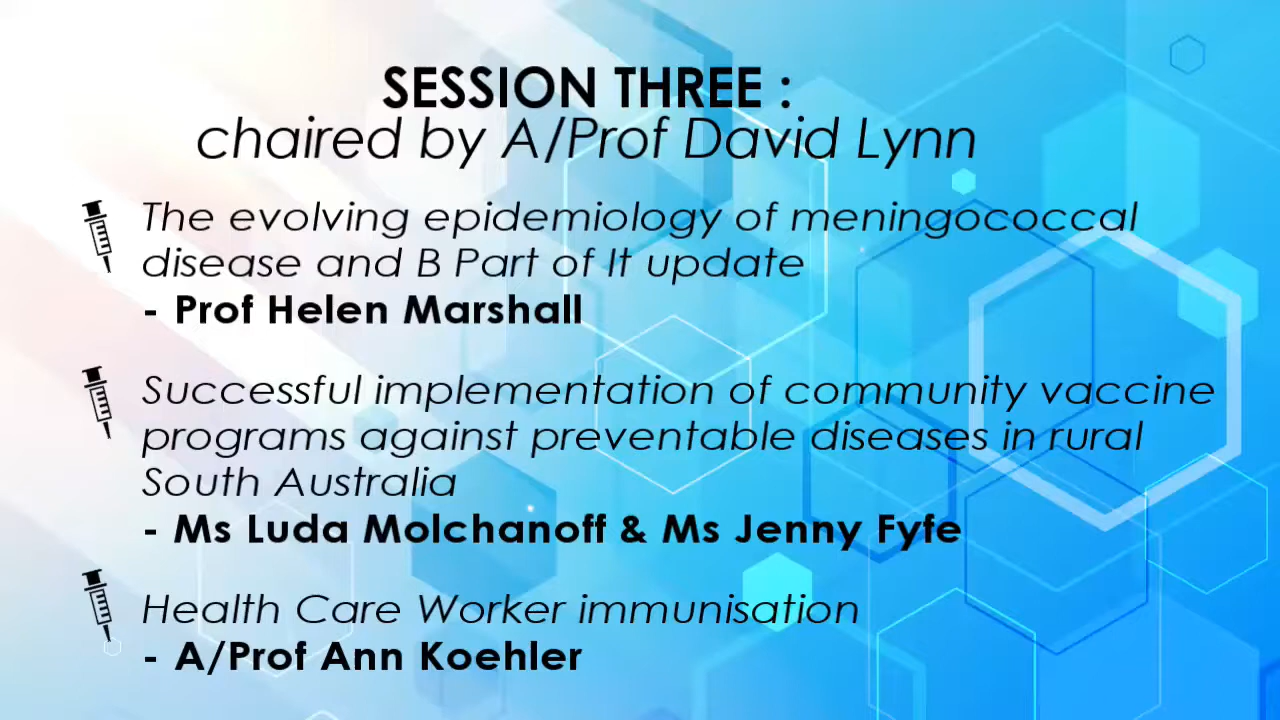 SESSION THREE :
chaired by A/Prof David Lynn
The evolving epidemiology of meningococcal
disease and B Part of It update
- Prof Helen Marshall
Successful implementation of community vaccine
programs against preventable diseases in rural
South Australia
- Ms Luda Molchanoff & Ms Jenny Fyfe
Health Care Worker immunisation
- A/Prof Ann Koehler